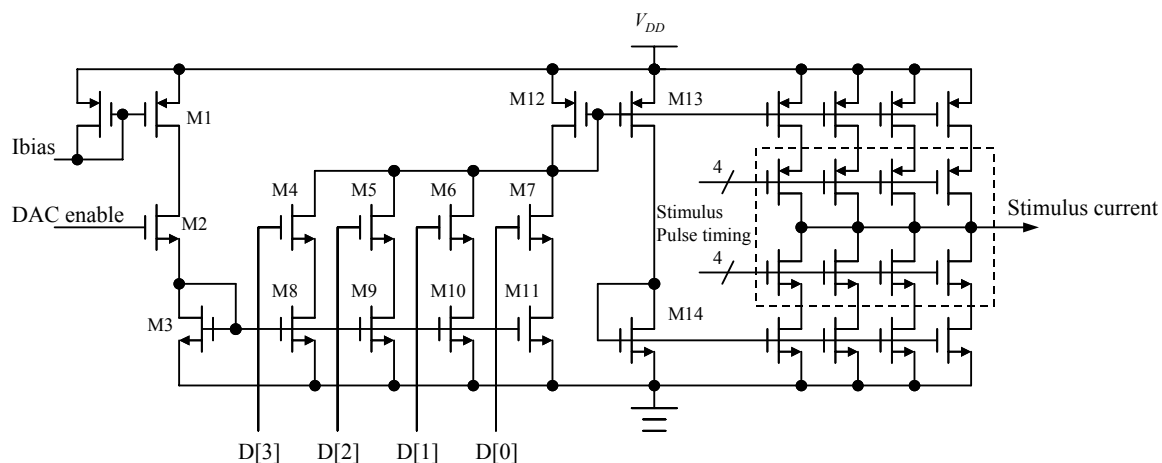 V_DD
M12
M13
M1
Ibias
4
M4
M5
M6
M7
DAC enable
M2
Stimulus
Pulse timing
Stimulus current
4
M8
M9
M10
M11
M3
M14
D[3]
D[2]
D[1]
D[0]